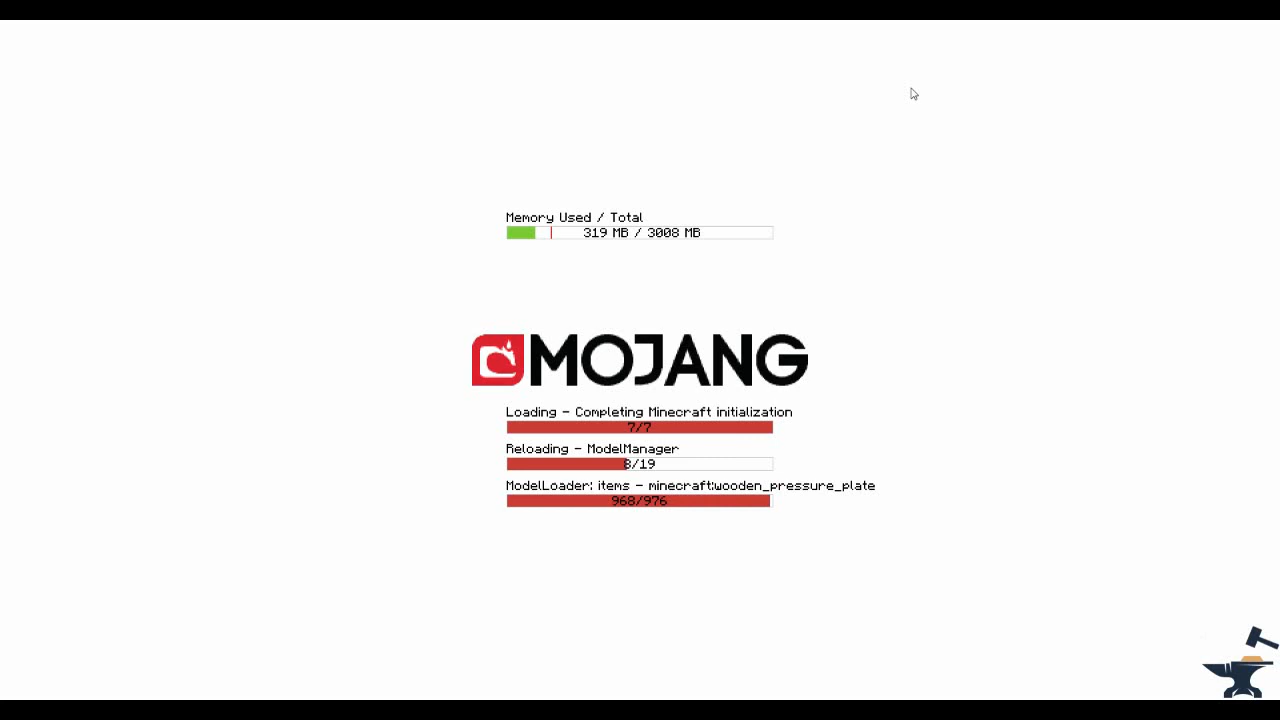 Memory Used / Total
319 MB / 3008 MB
MOJANG
Loading - Completing Minecraft initialization
7/7
Reloading - ModelManager
8/19
ModelLoader: items - minecraft:wooden_pressure_plate
968/976